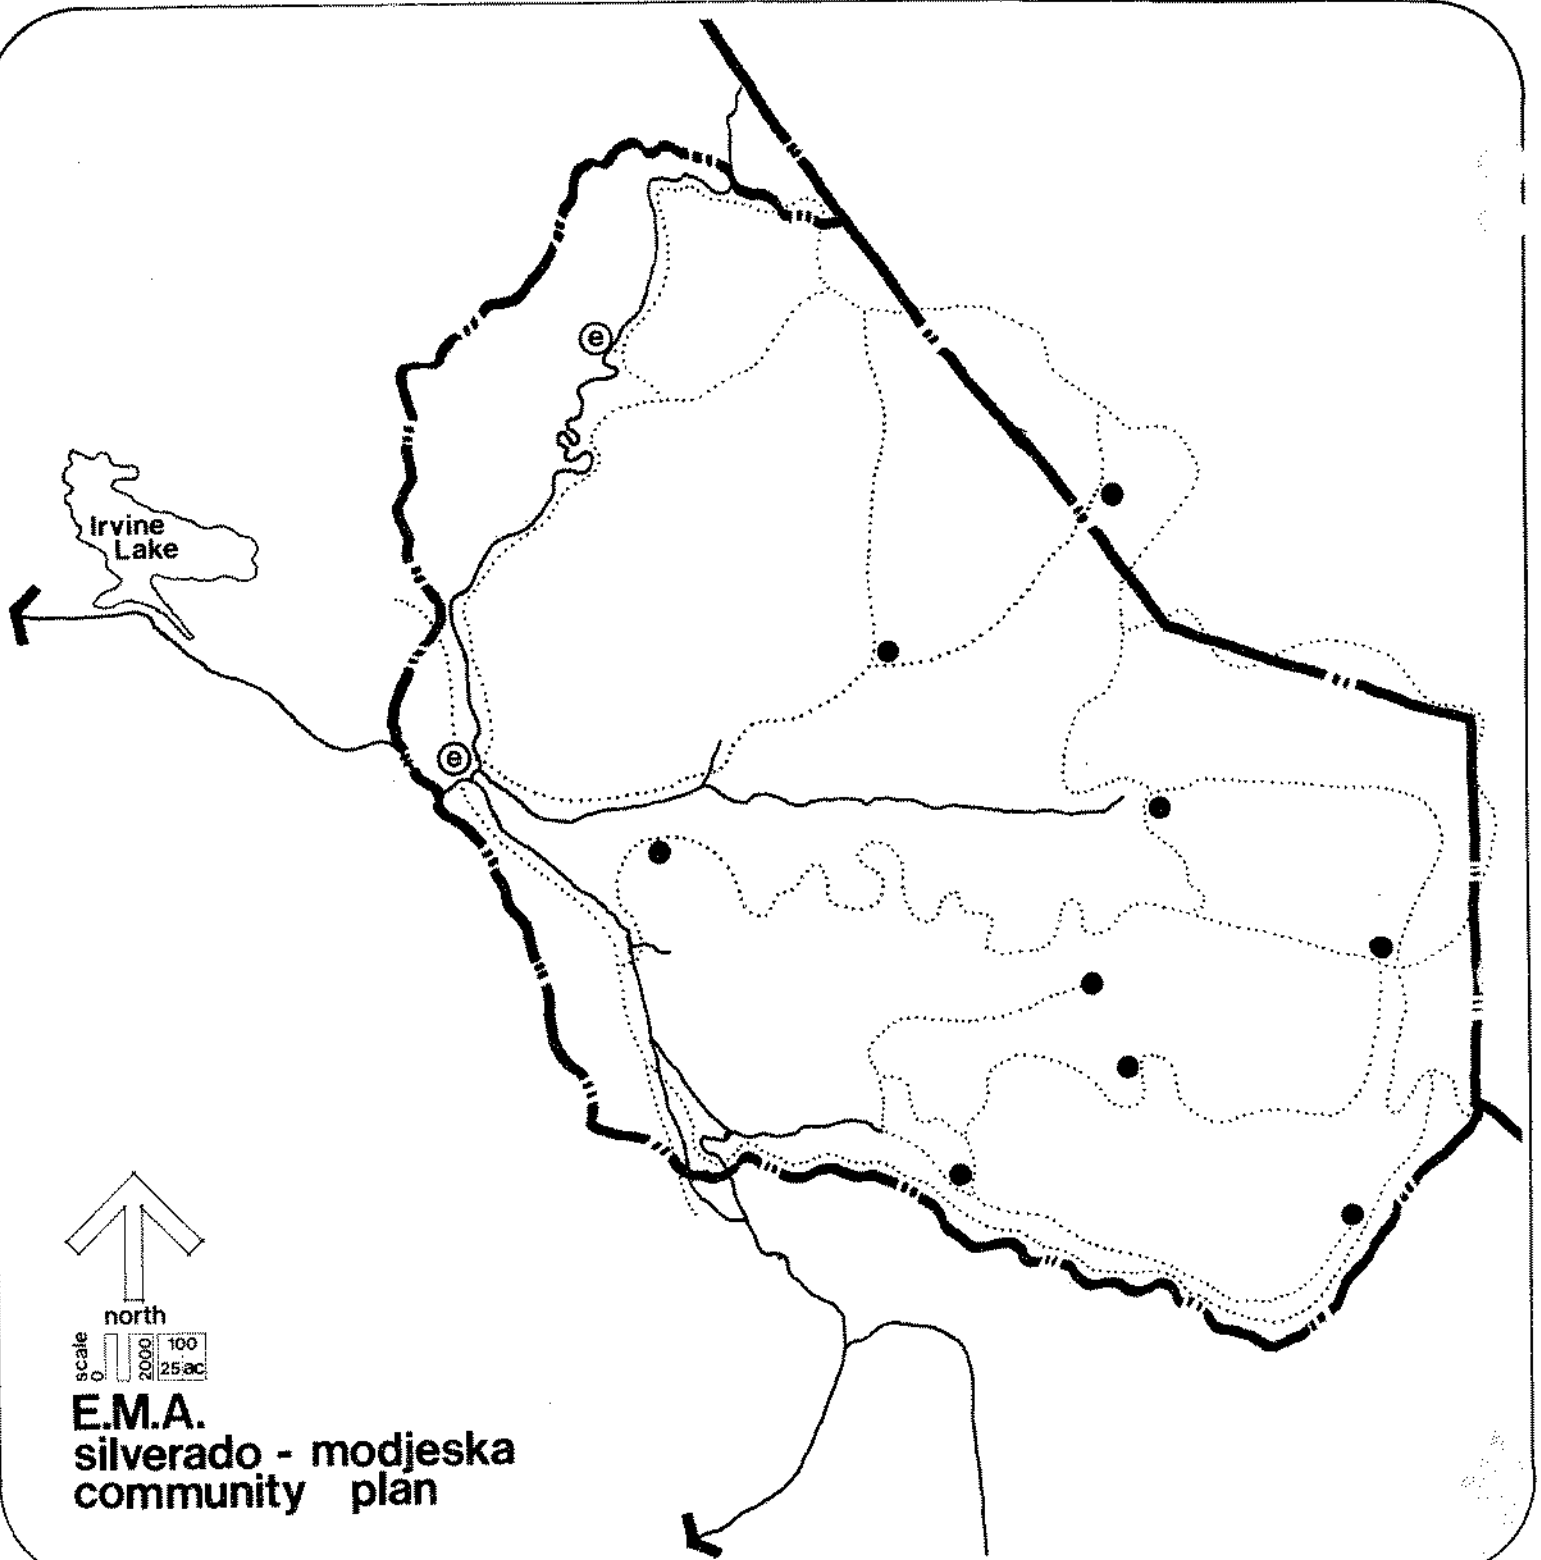 e
Irvine
Lake
e
north
scale
0
2000
100
25 ac
E.M.A.
silverado - modjeska
community plan